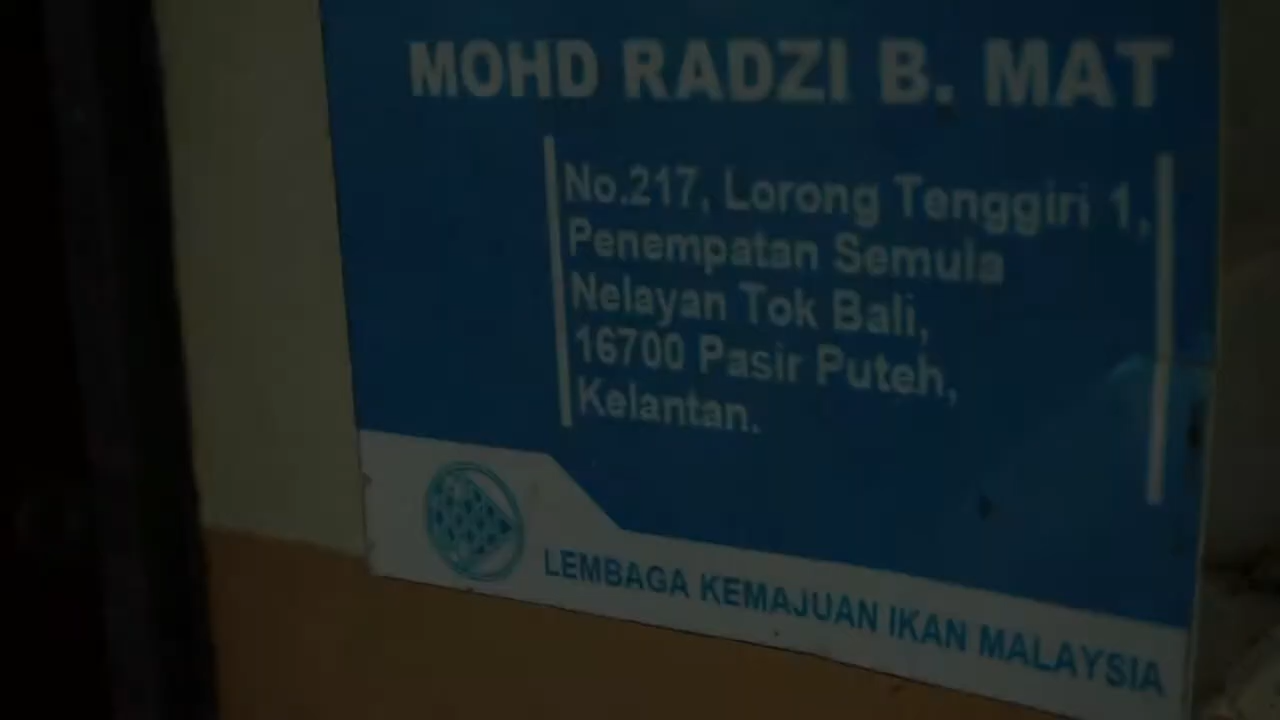 MOHD RADZI B. MAT
No.217, Lorong Tenggiri 1,
Penempatan Semula
Nelayan Tok Bali,
16700 Pasir Puteh,
Kelantan.
LEMBAGA KEMAJUAN IKAN MALAYSIA